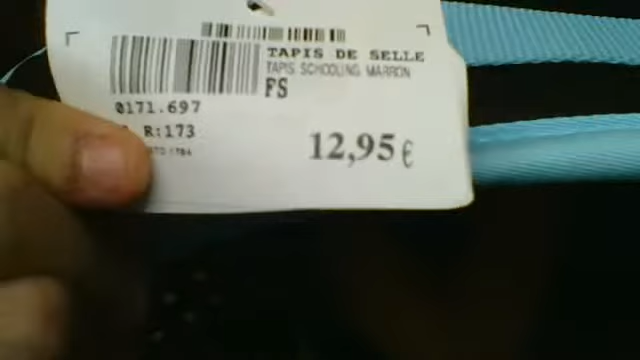 TAPIS DE SELLE
TAPIS SCHOOLING MARRON
FS
0171.697
R:173
12,95€